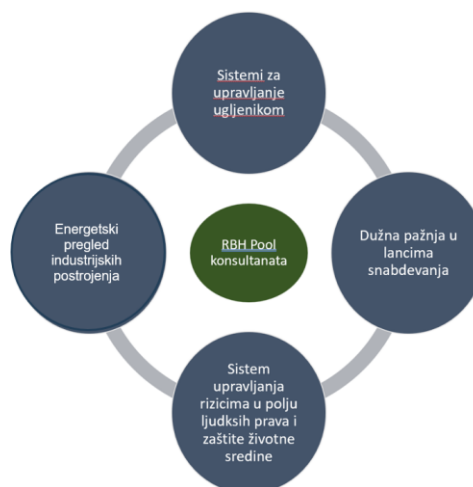 Sistemi za
upravljanje
ugljenikom
Energetski
pregled
industrijskih
postrojenja
RBH Pool
konsultanata
Dužna pažnja u
lancima
snabdevanja
Sistem
upravljanja
rizicima u polju
ljudksih prava i
zaštite životne
sredine